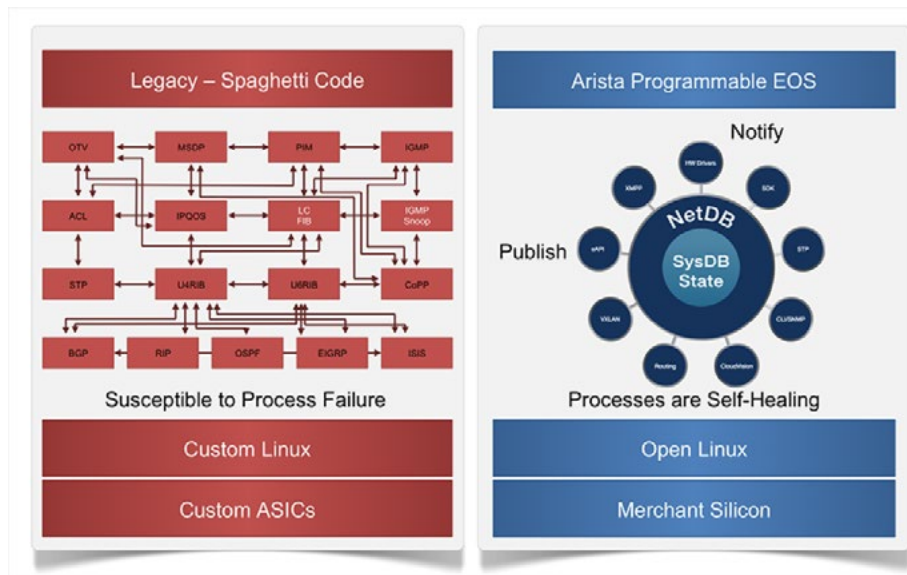 Legacy – Spaghetti Code
OTV
MSDP
PIM
IGMP
ACL
IPQOS
LC
FIB
IGMP
Snoop
STP
U4RIB
U6RIB
CoPP
BGP
RIP
OSPF
EIGRP
ISIS
Susceptible to Process Failure
Custom Linux
Custom ASICs
Arista Programmable EOS
Notify
HW Drivers
XMPP
SDK
NetDB
Publish
eAPI
SysDB
State
STP
VXLAN
CLI/SNMP
Routing
CloudVision
Processes are Self-Healing
Open Linux
Merchant Silicon